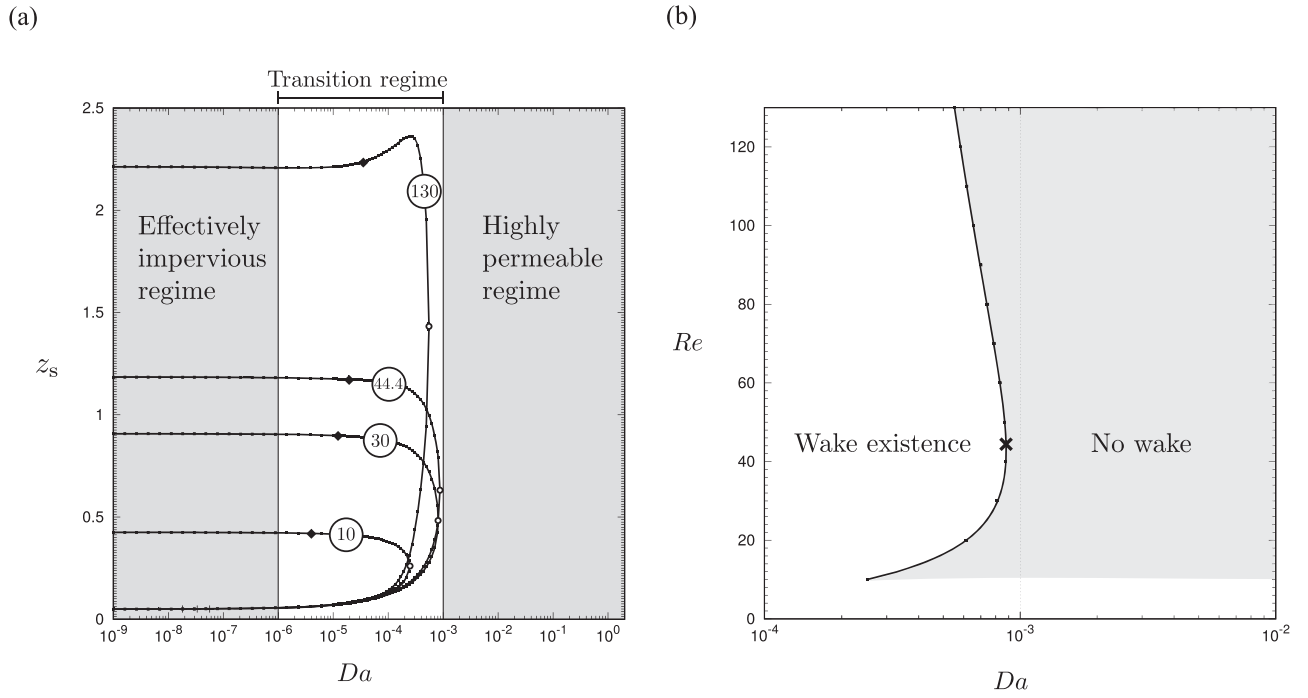 (a)
(b)
Transition regime
2.5
2
1.5
1
0.5
0
130
44.4
30
10
Effectively
impervious
regime
Highly
permeable
regime
z_s
10^-9 10^-8 10^-7 10^-6 10^-5 10^-4 10^-3 10^-2 10^-1 10^0
Da
120
100
80
60
40
20
0
Re
Wake existence
No wake
10^-4 10^-3 10^-2
Da